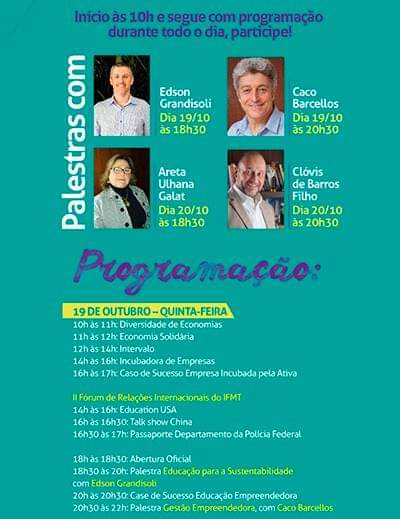 Início às 10h e segue com programação
durante todo o dia, participe!
Palestras com
Edson
Grandisoli
Dia 19/10
às 18h30
Caco
Barcellos
Dia 19/10
às 20h30
Areta
Ulhana
Galat
Dia 20/10
às 18h30
Clóvis
de Barros
Filho
Dia 20/10
às 20h30
Programação:
19 DE OUTUBRO – QUINTA-FEIRA
10h às 11h: Diversidade de Economias
11h às 12h: Economia Solidária
12h às 14h: Intervalo
14h às 16h: Incubadora de Empresas
16h às 17h: Caso de Sucesso Empresa Incubada pela Ativa
II Fórum de Relações Internacionais do IFMT
14h às 16h: Education USA
16h às 16h30: Talk show China
16h30 às 17h: Passaporte Departamento da Polícia Federal
18h às 18h30: Abertura Oficial
18h30 às 20h: Palestra Educação para a Sustentabilidade
com Edson Grandisoli
20h às 20h30: Case de Sucesso Educação Empreendedora
20h30 às 22h: Palestra Gestão Empreendedora, com Caco Barcellos